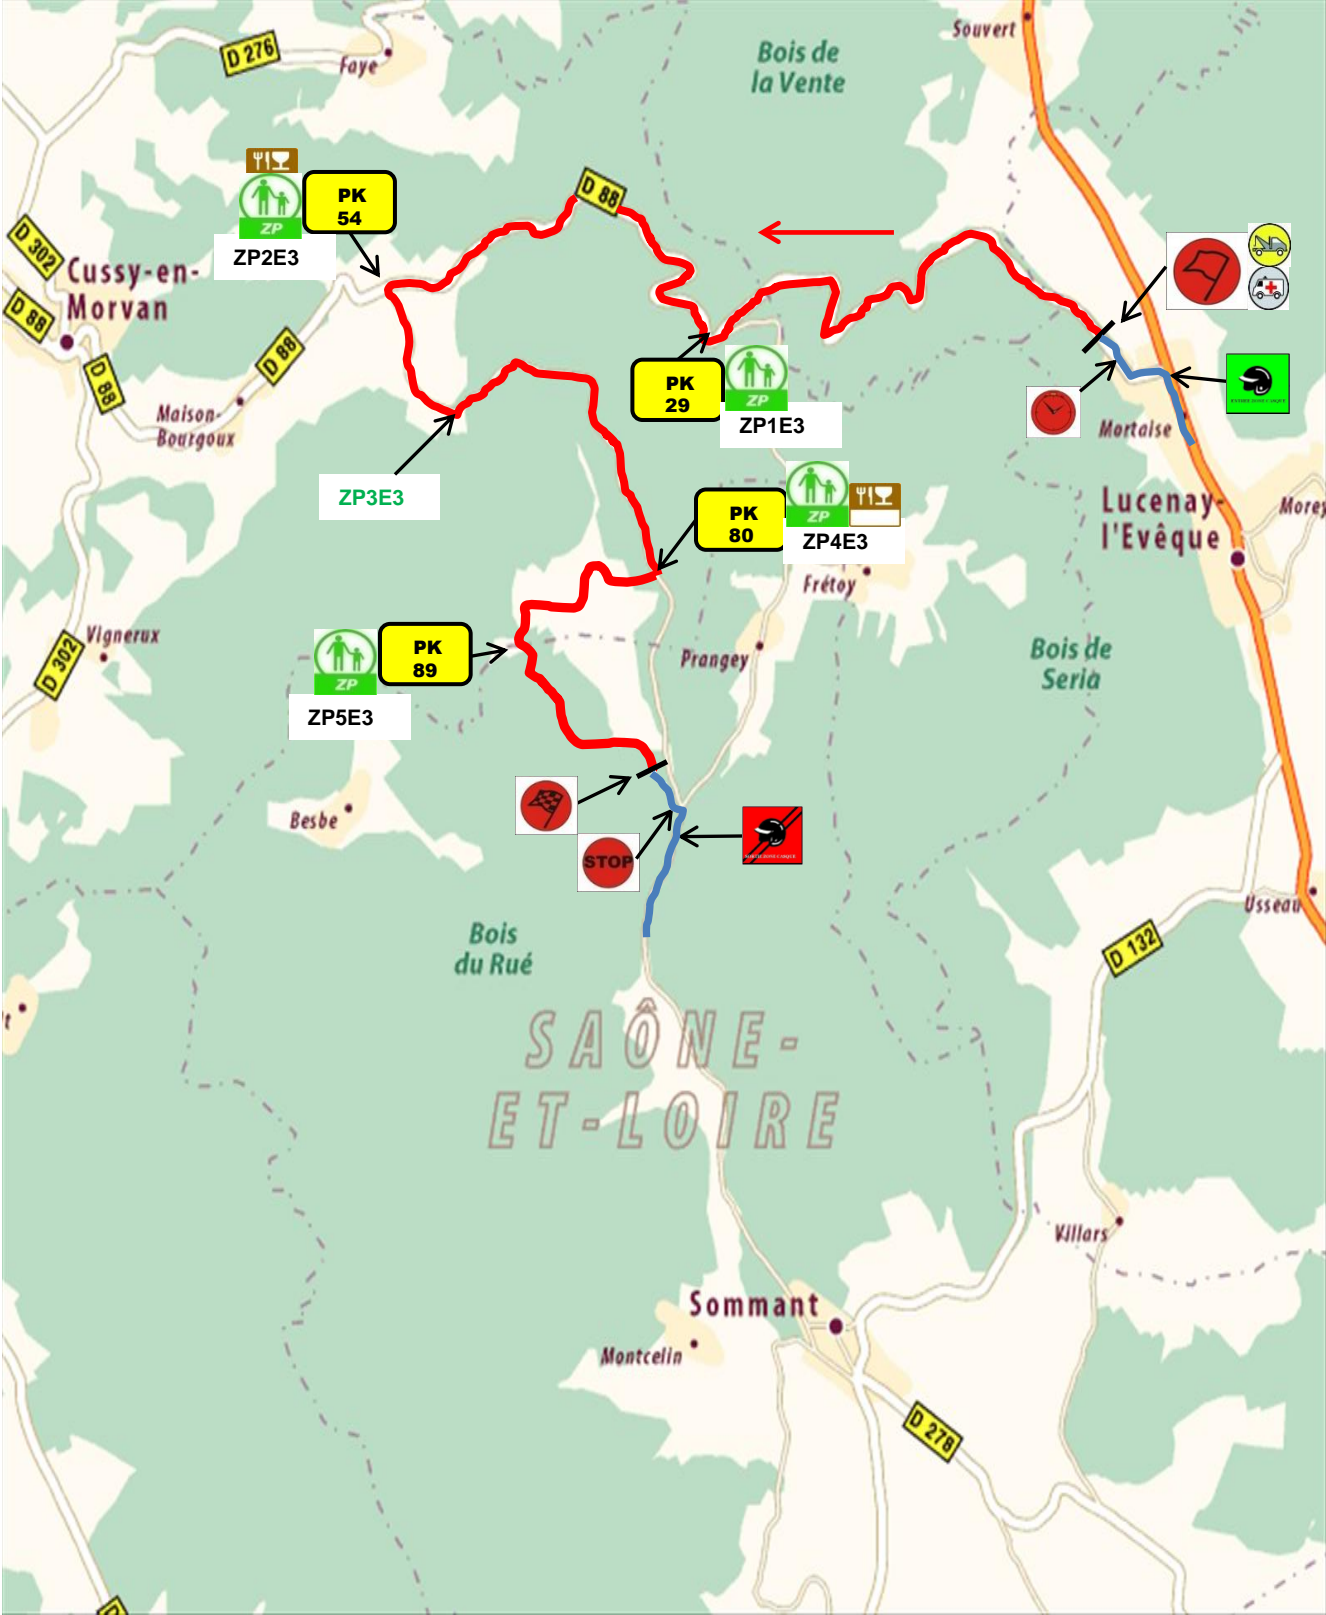 Souvert
D 276
Faye
Bois de
la Vente
PK
54
ZP
ZP2E3
D 88
D 302
Cussy-en-
Morvan
D 88
D 88
D 88
Maison-
Bourgoux
PK
29
ZP
ZP1E3
Mortaise
ZP3E3
PK
80
ZP
ZP4E3
Lucenay-
l'Evêque
Morey
Frétoy
D 302
Vigneux
PK
89
ZP
ZP5E3
Prangey
Bois de
Seria
Besbe
STOP
Usseau
Bois
du Rué
D 132
t
SAÔNE-
ET-LOIRE
Villars
Sommant
Montcelin
D 278
D